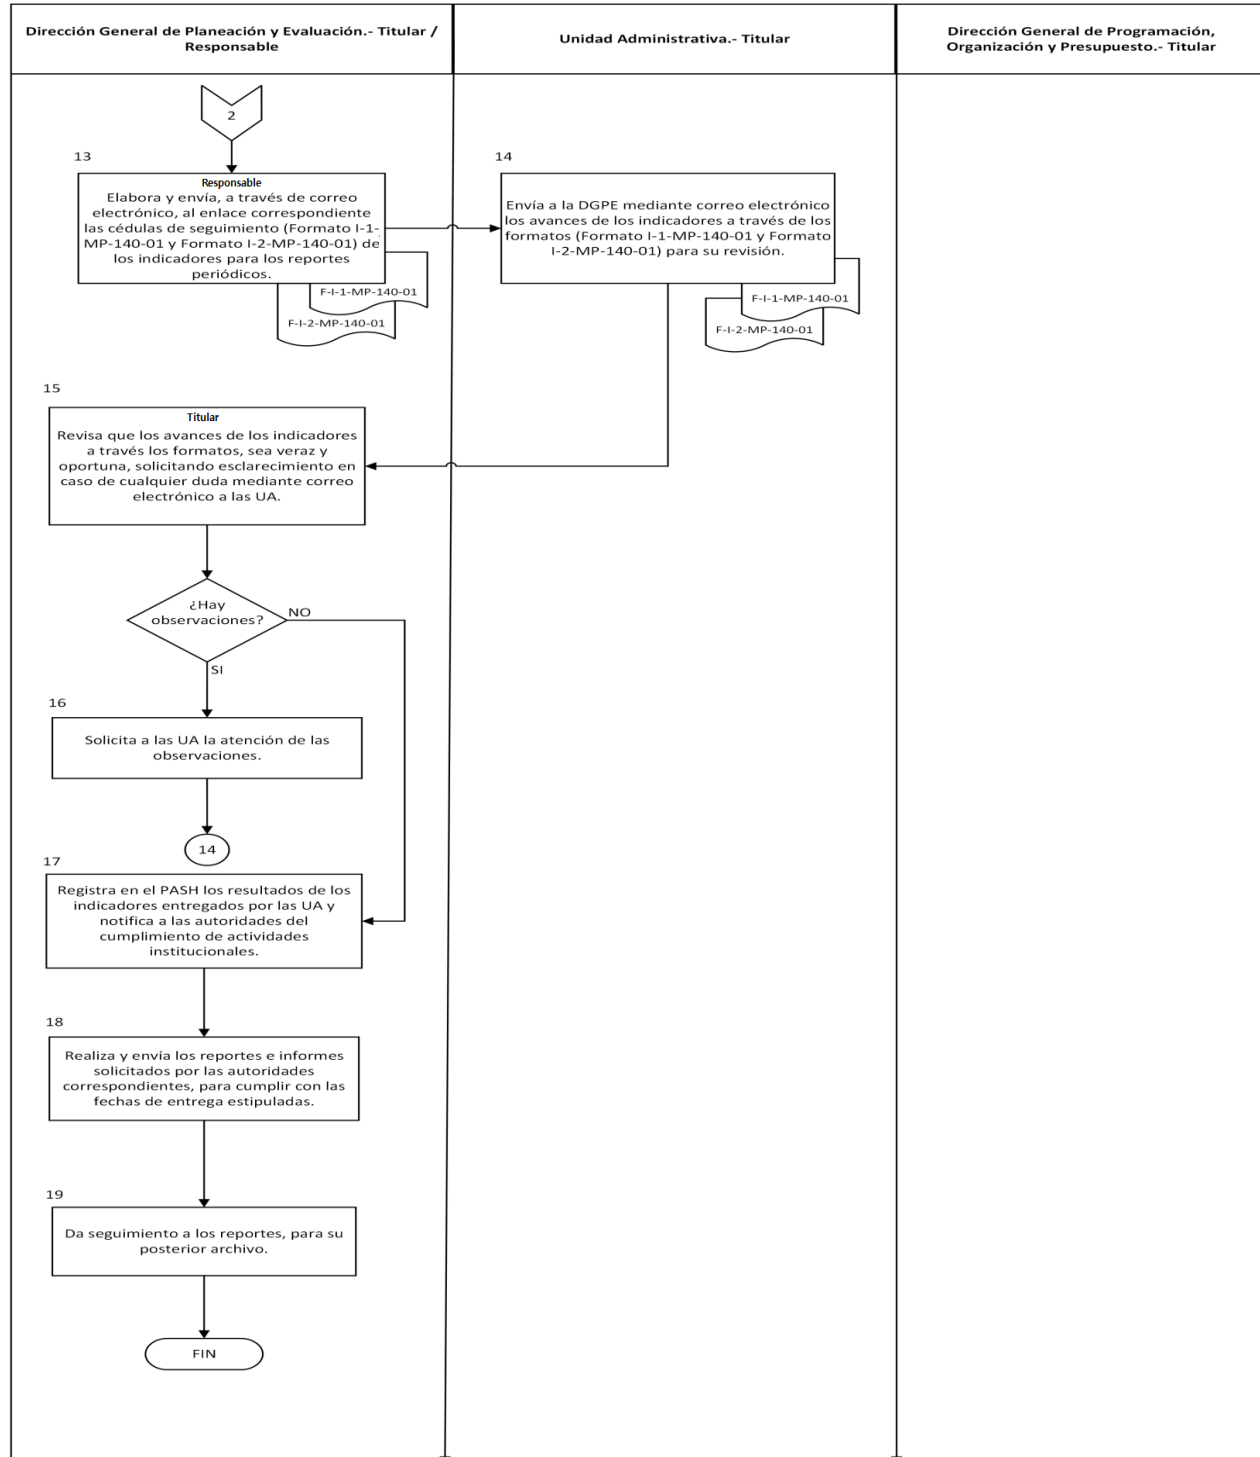 Dirección General de Planeación y Evaluación.- Titular /
Responsable
Unidad Administrativa.- Titular
Dirección General de Programación,
Organización y Presupuesto.- Titular
2
13
Responsable
Elabora y envía, a través de correo
electrónico, al enlace correspondiente
las cédulas de seguimiento (Formato I-1-
MP-140-01 y Formato I-2-MP-140-01) de
los indicadores para los reportes
periódicos.
F-I-1-MP-140-01
F-I-2-MP-140-01
14
Envía a la DGPE mediante correo electrónico
los avances de los indicadores a través de los
formatos (Formato I-1-MP-140-01 y Formato
I-2-MP-140-01) para su revisión.
F-I-1-MP-140-01
F-I-2-MP-140-01
15
Titular
Revisa que los avances de los indicadores
a través los formatos, sea veraz y
oportuna, solicitando esclarecimiento en
caso de cualquier duda mediante correo
electrónico a las UA.
¿Hay
observaciones?
NO
SI
16
Solicita a las UA la atención de las
observaciones.
14
17
Registra en el PASH los resultados de los
indicadores entregados por las UA y
notifica a las autoridades del
cumplimiento de actividades
institucionales.
18
Realiza y envía los reportes e informes
solicitados por las autoridades
correspondientes, para cumplir con las
fechas de entrega estipuladas.
19
Da seguimiento a los reportes, para su
posterior archivo.
FIN